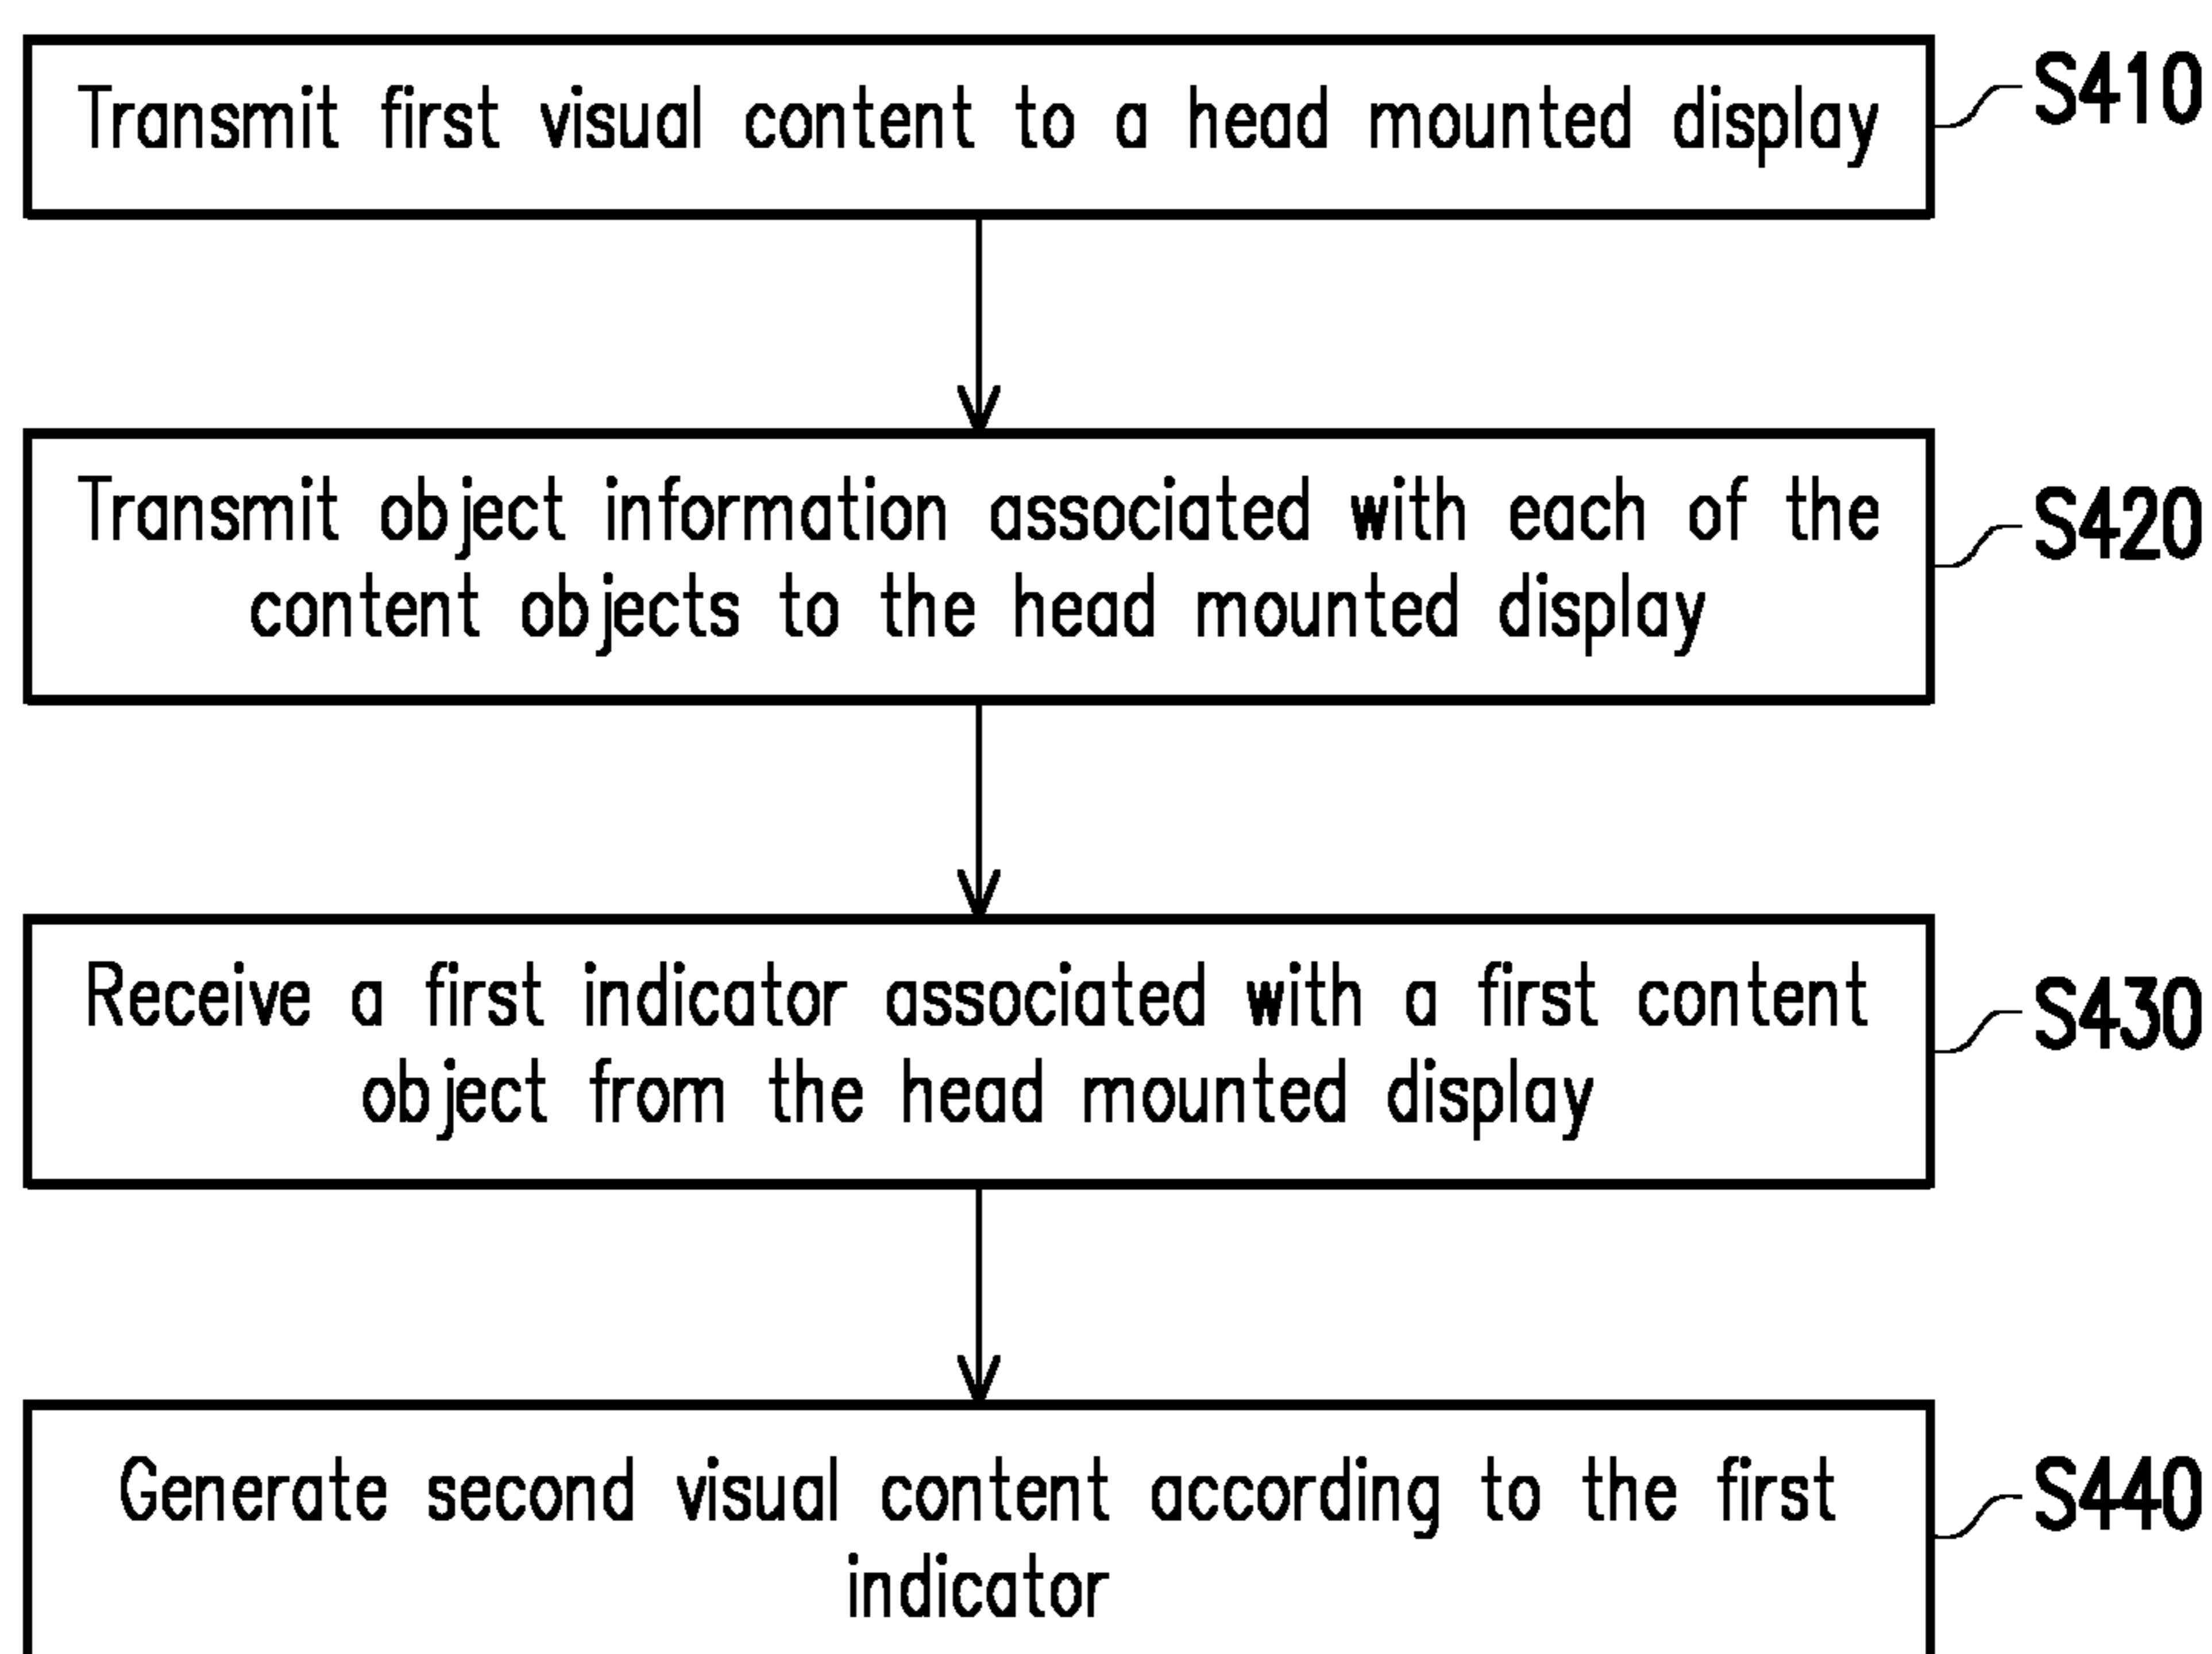 Transmit first visual content to a head mounted display
S410
Transmit object information associated with each of the
content objects to the head mounted display
S420
Receive a first indicator associated with a first content
object from the head mounted display
S430
Generate second visual content according to the first
indicator
S440